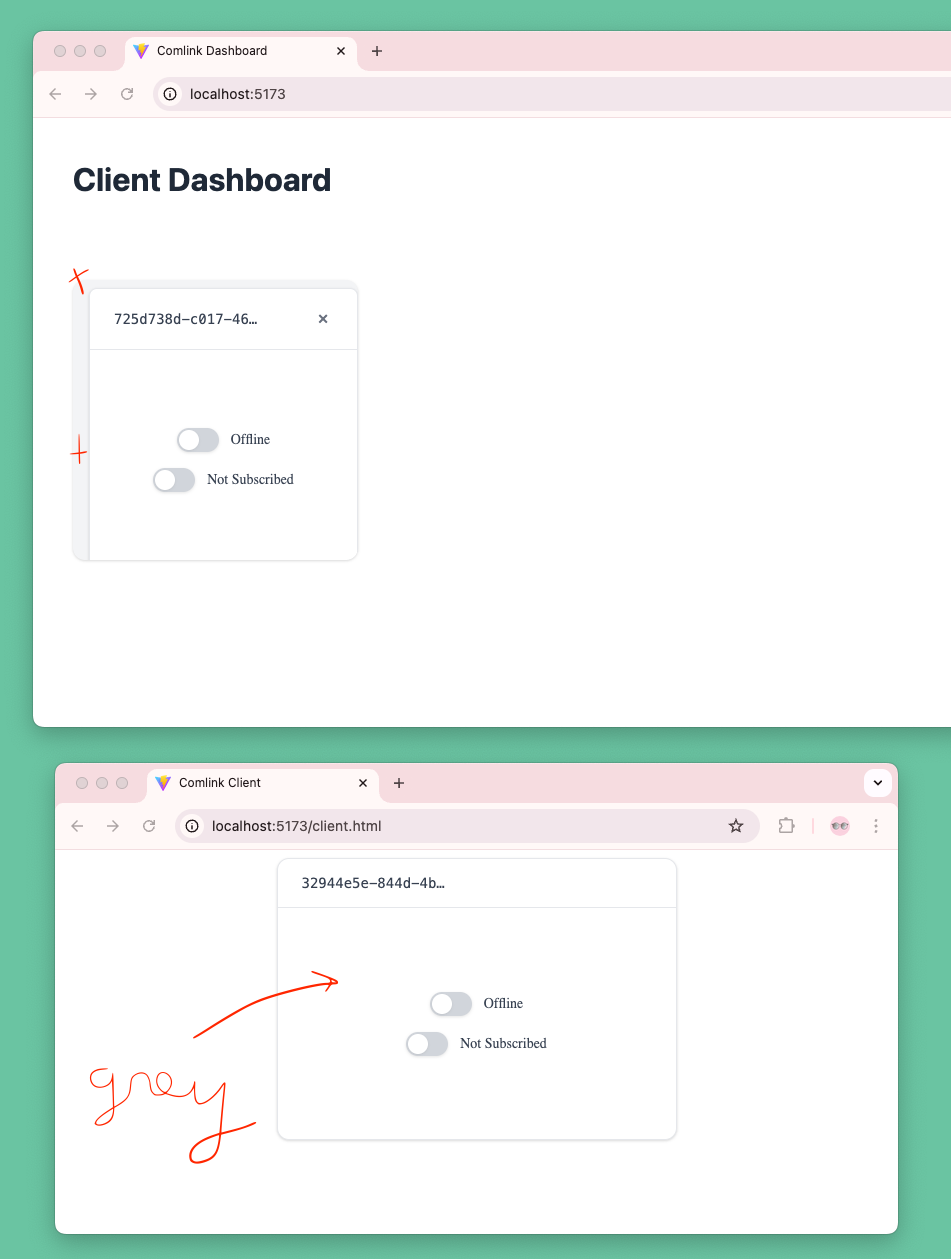 Comlink Dashboard
localhost:5173
Client Dashboard
725d738d-c017-46…
Offline
Not Subscribed
Comlink Client
localhost:5173/client.html
32944e5e-844d-4b…
Offline
Not Subscribed
grey